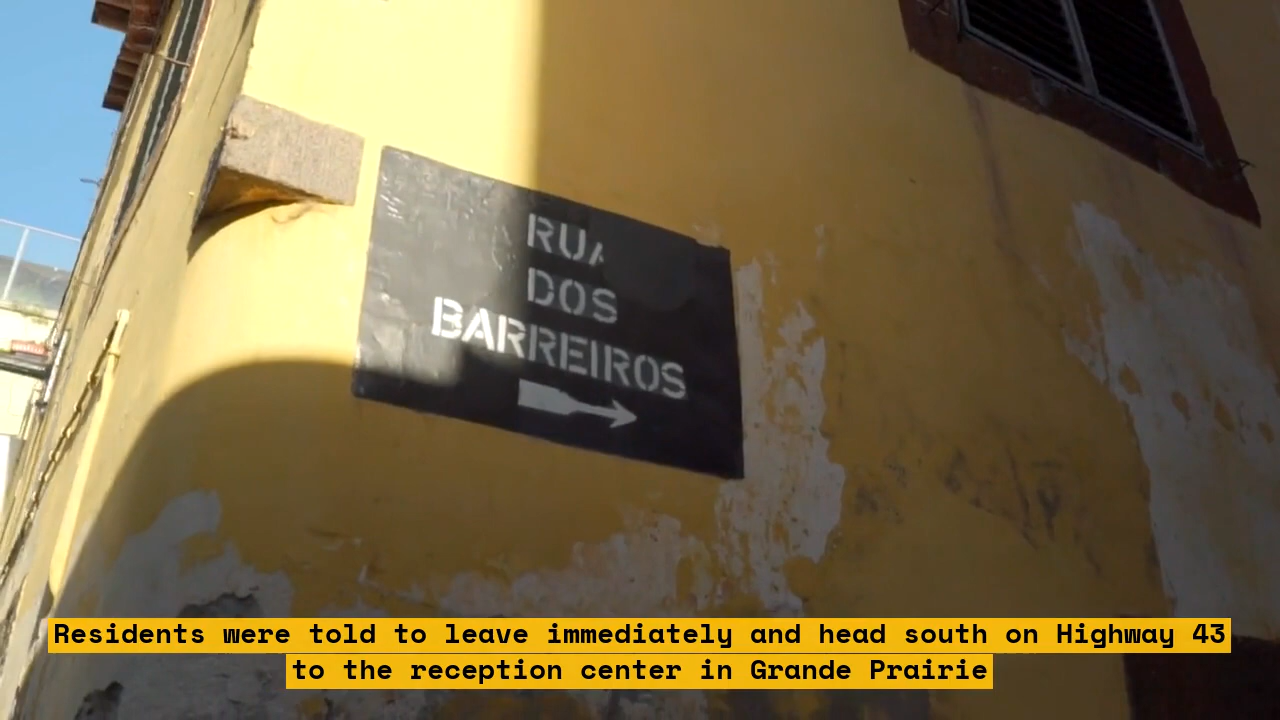 RUA
DOS
BARREIROS
Residents were told to leave immediately and head south on Highway 43
to the reception center in Grande Prairie